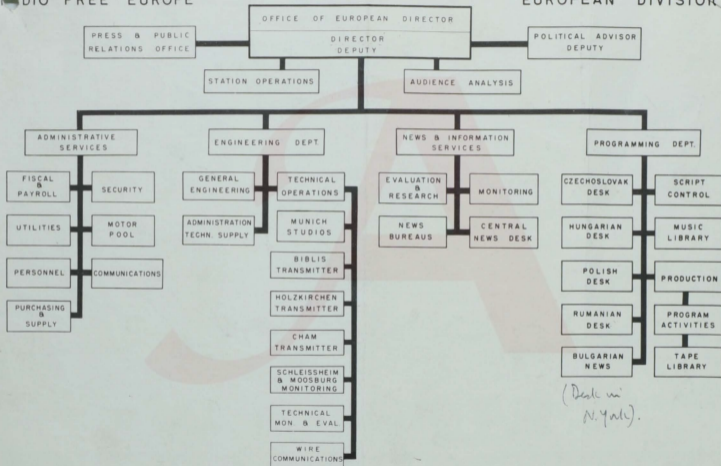 RADIO FREE EUROPE
EUROPEAN DIVISION
OFFICE OF EUROPEAN DIRECTOR
DIRECTOR
DEPUTY
PRESS & PUBLIC
RELATIONS OFFICE
POLITICAL ADVISOR
DEPUTY
STATION OPERATIONS
AUDIENCE ANALYSIS
ADMINISTRATIVE
SERVICES
FISCAL
&
PAYROLL
SECURITY
UTILITIES
MOTOR
POOL
PERSONNEL
COMMUNICATIONS
PURCHASING
&
SUPPLY
ENGINEERING DEPT.
GENERAL
ENGINEERING
TECHNICAL
OPERATIONS
ADMINISTRATION
TECHN. SUPPLY
MUNICH
STUDIOS
BIBLIS
TRANSMITTER
HOLZKIRCHEN
TRANSMITTER
CHAM
TRANSMITTER
SCHLEISSHEIM
& MOOSBURG
MONITORING
TECHNICAL
MON. & EVAL
WIRE
COMMUNICATIONS
NEWS & INFORMATION
SERVICES
EVALUATION
&
RESEARCH
MONITORING
NEWS
BUREAUS
CENTRAL
NEWS DESK
PROGRAMMING DEPT.
CZECHOSLOVAK
DESK
SCRIPT
CONTROL
HUNGARIAN
DESK
MUSIC
LIBRARY
POLISH
DESK
PRODUCTION
RUMANIAN
DESK
PROGRAM
ACTIVITIES
BULGARIAN
NEWS
TAPE
LIBRARY
(Desk in
N. York).
A